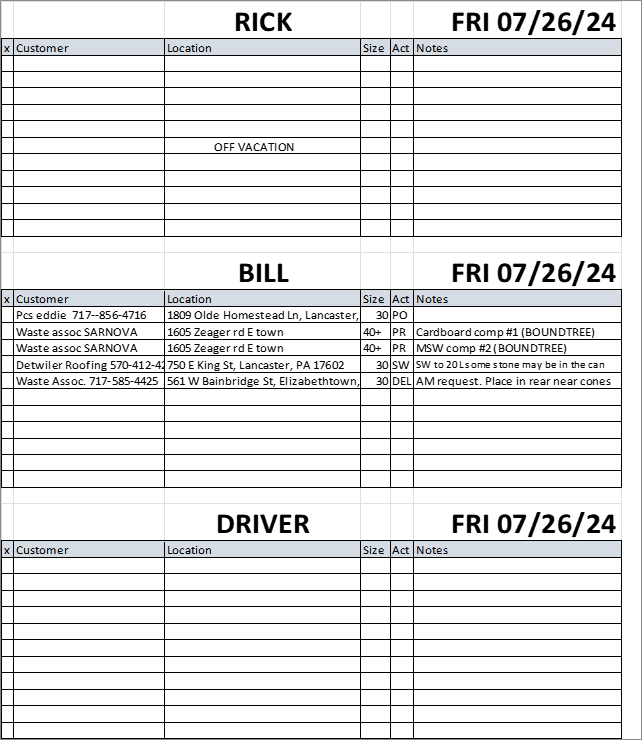 RICK FRI 07/26/24
x Customer Location Size Act Notes
OFF VACATION
BILL FRI 07/26/24
x Customer Location Size Act Notes
Pcs eddie 717--856-4716 1809 Olde Homestead Ln, Lancaster, 30 PO
Waste assoc SARNOVA 1605 Zeager rd E town 40+ PR Cardboard comp #1 (BOUNDTREE)
Waste assoc SARNOVA 1605 Zeager rd E town 40+ PR MSW comp #2 (BOUNDTREE)
Detwiler Roofing 570-412-42 750 E King St, Lancaster, PA 17602 30 SW SW to 20L some stone may be in the can
Waste Assoc. 717-585-4425 561 W Bainbridge St, Elizabethtown, 30 DEL AM request. Place in rear near cones
DRIVER FRI 07/26/24
x Customer Location Size Act Notes